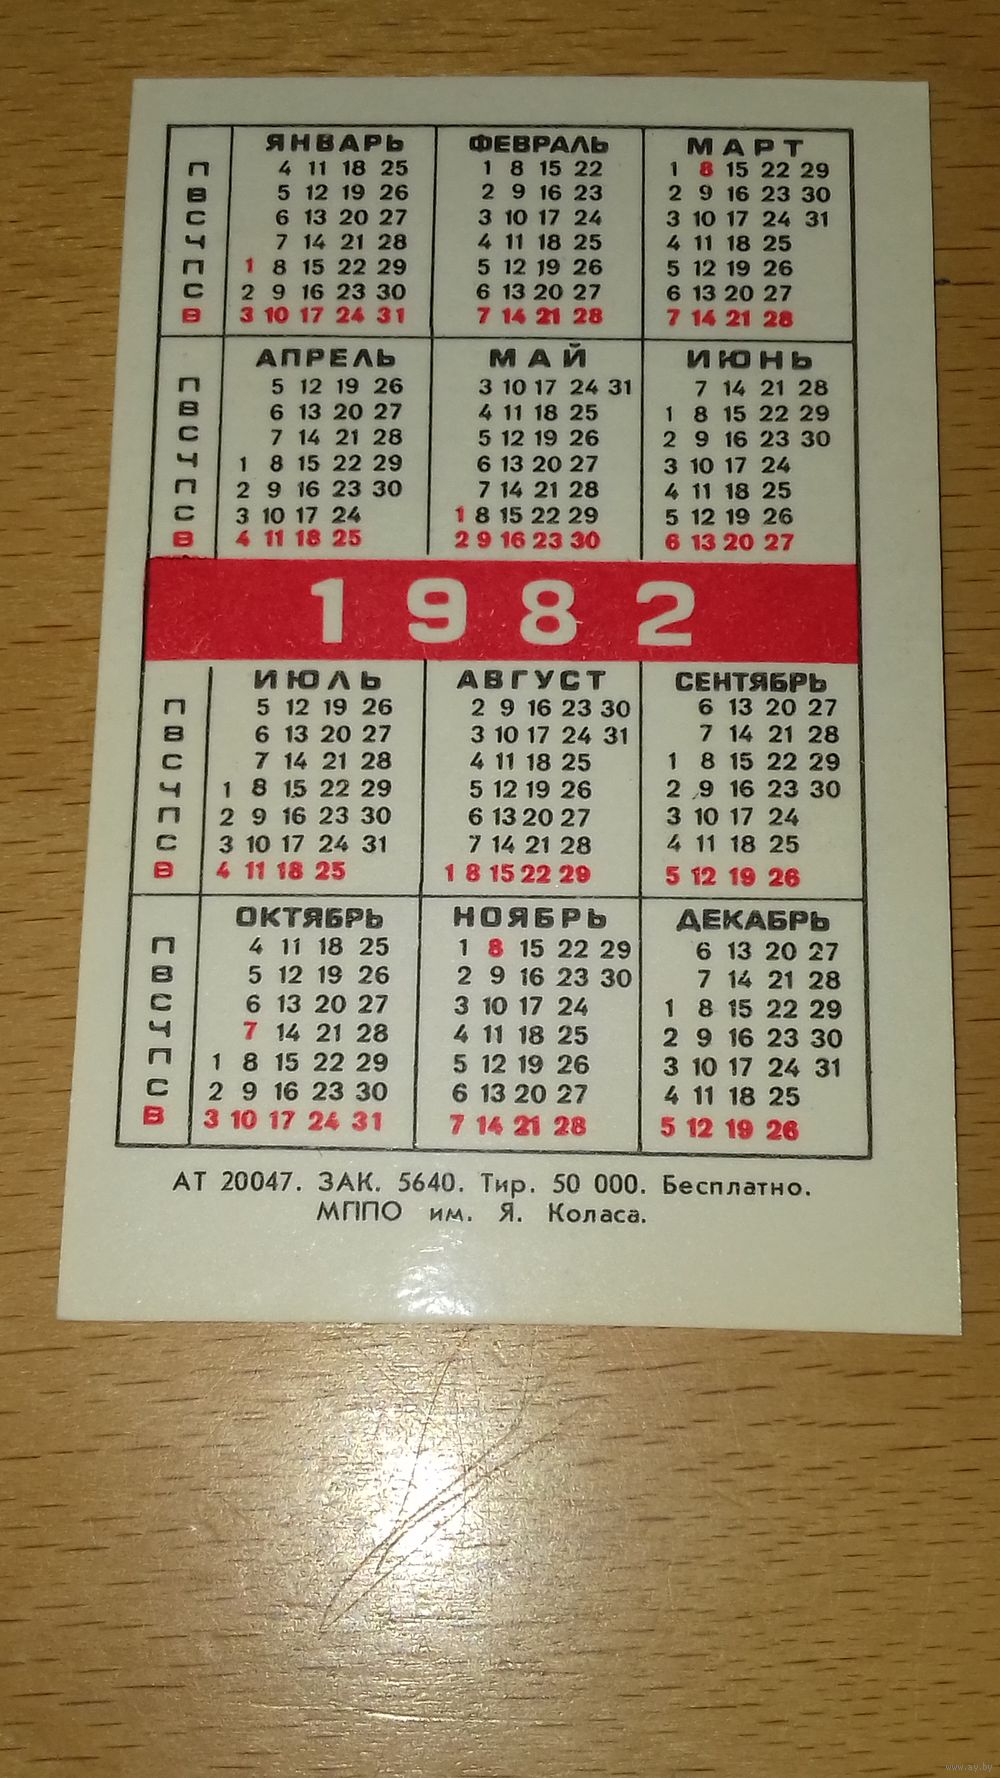 ЯНВАРЬ ФЕВРАЛЬ МАРТ
П 4 11 18 25 1 8 15 22 1 8 15 22 29
В 5 12 19 26 2 9 16 23 2 9 16 23 30
С 6 13 20 27 3 10 17 24 3 10 17 24 31
Ч 7 14 21 28 4 11 18 25 4 11 18 25
П 1 8 15 22 29 5 12 19 26 5 12 19 26
С 2 9 16 23 30 6 13 20 27 6 13 20 27
В 3 10 17 24 31 7 14 21 28 7 14 21 28
АПРЕЛЬ МАЙ ИЮНЬ
П 5 12 19 26 3 10 17 24 31 7 14 21 28
В 6 13 20 27 4 11 18 25 1 8 15 22 29
С 7 14 21 28 5 12 19 26 2 9 16 23 30
Ч 1 8 15 22 29 6 13 20 27 3 10 17 24
П 2 9 16 23 30 7 14 21 28 4 11 18 25
С 3 10 17 24 1 8 15 22 29 5 12 19 26
В 4 11 18 25 2 9 16 23 30 6 13 20 27
1982
ИЮЛЬ АВГУСТ СЕНТЯБРЬ
П 5 12 19 26 2 9 16 23 30 6 13 20 27
В 6 13 20 27 3 10 17 24 31 7 14 21 28
С 7 14 21 28 4 11 18 25 1 8 15 22 29
Ч 1 8 15 22 29 5 12 19 26 2 9 16 23 30
П 2 9 16 23 30 6 13 20 27 3 10 17 24
С 3 10 17 24 31 7 14 21 28 4 11 18 25
В 4 11 18 25 1 8 15 22 29 5 12 19 26
ОКТЯБРЬ НОЯБРЬ ДЕКАБРЬ
П 4 11 18 25 1 8 15 22 29 6 13 20 27
В 5 12 19 26 2 9 16 23 30 7 14 21 28
С 6 13 20 27 3 10 17 24 1 8 15 22 29
Ч 7 14 21 28 4 11 18 25 2 9 16 23 30
П 1 8 15 22 29 5 12 19 26 3 10 17 24 31
С 2 9 16 23 30 6 13 20 27 4 11 18 25
В 3 10 17 24 31 7 14 21 28 5 12 19 26
АТ 20047. ЗАК. 5640. Тир. 50 000. Бесплатно.
МППО им. Я. Коласа.
www.ay.by